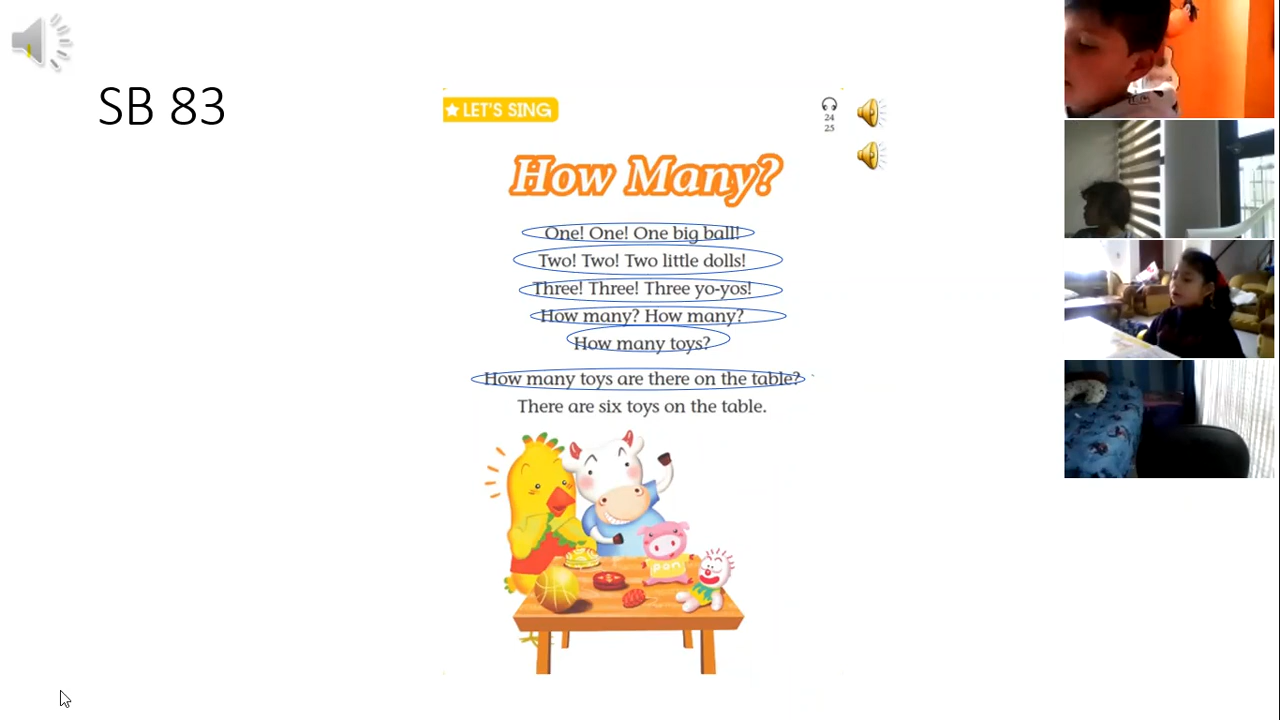 SB 83
LET'S SING
24
25
How Many?
One! One! One big ball!
Two! Two! Two little dolls!
Three! Three! Three yo-yos!
How many? How many?
How many toys?
How many toys are there on the table?
There are six toys on the table.
pon